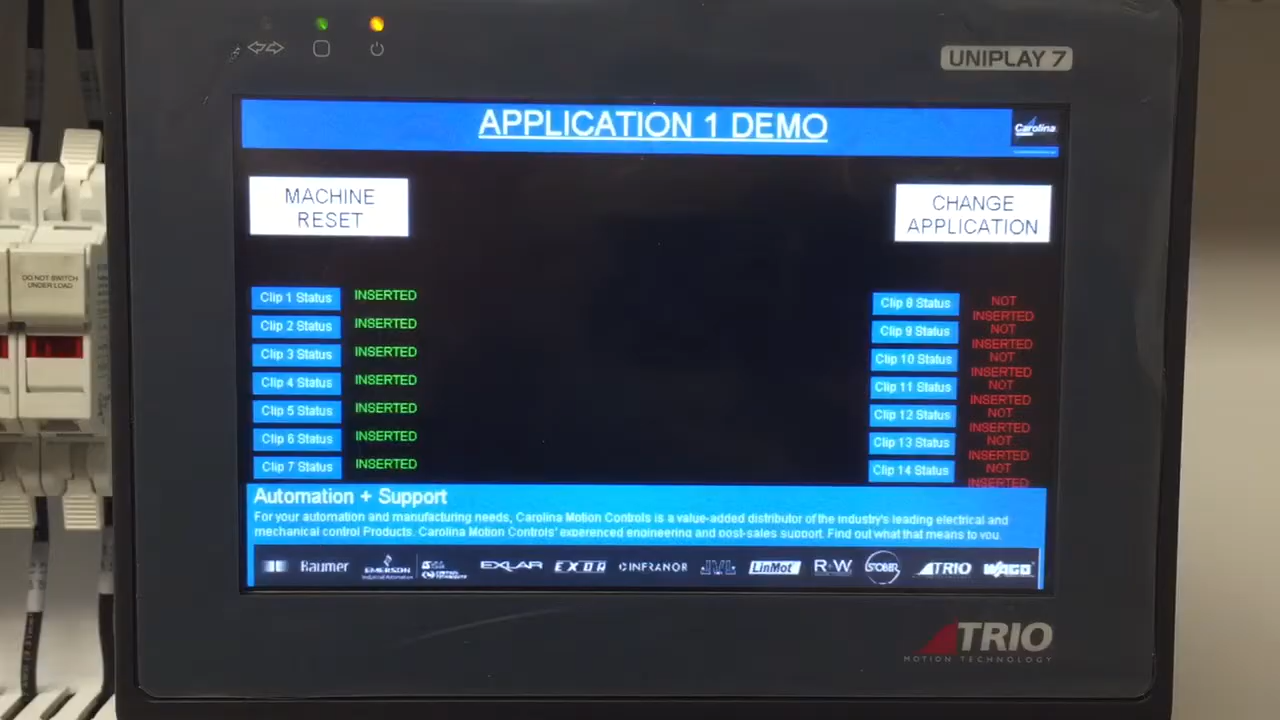 UNIPLAY 7
APPLICATION 1 DEMO
Carolina
MACHINE
RESET
CHANGE
APPLICATION
DO NOT SWITCH
UNDER LOAD
Clip 1 Status INSERTED
Clip 2 Status INSERTED
Clip 3 Status INSERTED
Clip 4 Status INSERTED
Clip 5 Status INSERTED
Clip 6 Status INSERTED
Clip 7 Status INSERTED
Clip 8 Status NOT INSERTED
Clip 9 Status NOT INSERTED
Clip 10 Status NOT INSERTED
Clip 11 Status NOT INSERTED
Clip 12 Status NOT INSERTED
Clip 13 Status NOT INSERTED
Clip 14 Status NOT INSERTED
Automation + Support
For your automation and manufacturing needs, Carolina Motion Controls is a value-added distributor of the industry's leading electrical and
mechanical control Products. Carolina Motion Controls' experenced engineering and post-sales support. Find out what that means to you.
Baumer EMERSON Industrial Automation EXLAR EXOR INFRANOR JVL LinMot R+W STOBER TRIO WAGO
TRIO
MOTION TECHNOLOGY